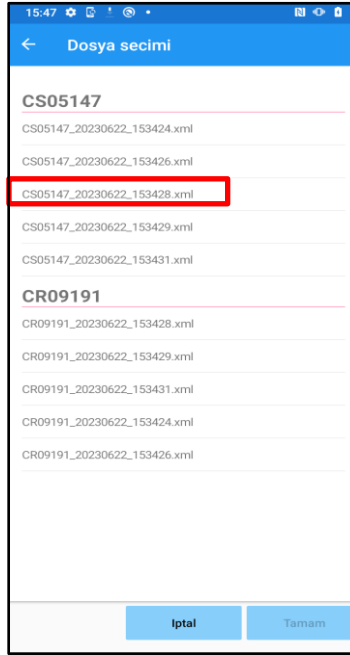 15:47
Dosya secimi
CS05147
CS05147_20230622_153424.xml
CS05147_20230622_153426.xml
CS05147_20230622_153428.xml
CS05147_20230622_153429.xml
CS05147_20230622_153431.xml
CR09191
CR09191_20230622_153428.xml
CR09191_20230622_153429.xml
CR09191_20230622_153431.xml
CR09191_20230622_153424.xml
CR09191_20230622_153426.xml
Iptal
Tamam